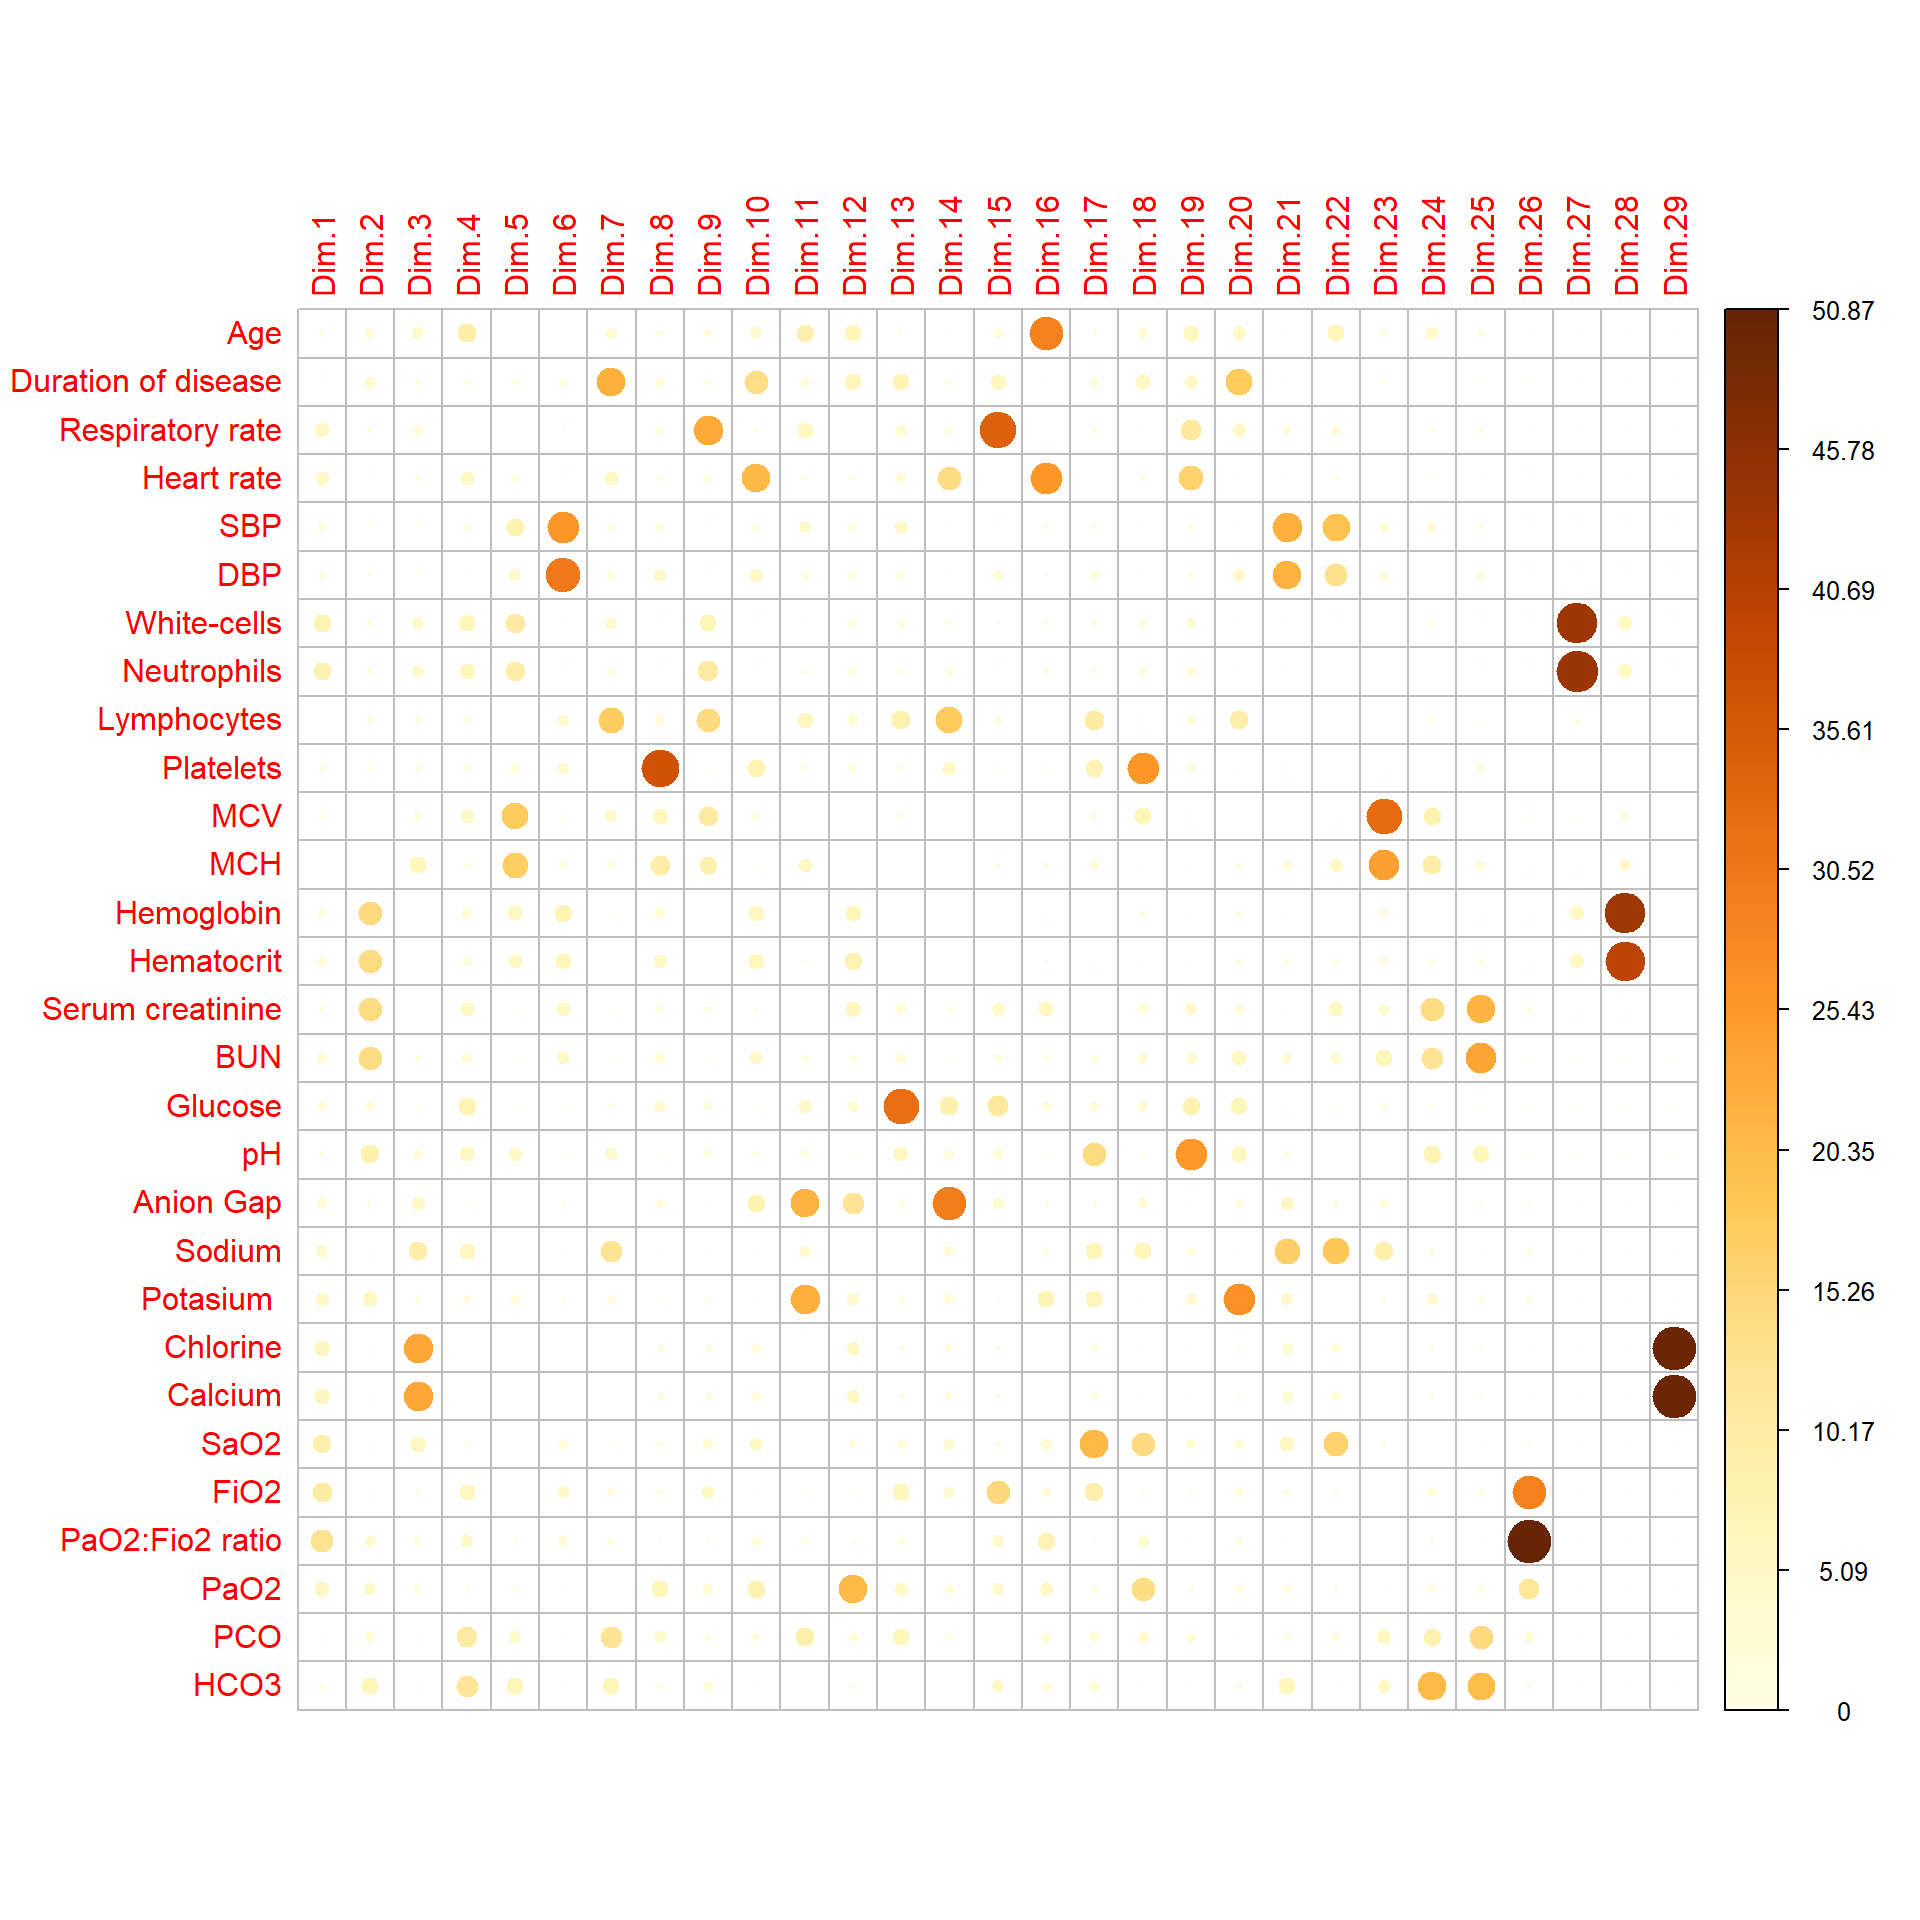 Dim.1
Dim.2
Dim.3
Dim.4
Dim.5
Dim.6
Dim.7
Dim.8
Dim.9
Dim.10
Dim.11
Dim.12
Dim.13
Dim.14
Dim.15
Dim.16
Dim.17
Dim.18
Dim.19
Dim.20
Dim.21
Dim.22
Dim.23
Dim.24
Dim.25
Dim.26
Dim.27
Dim.28
Dim.29
Age
Duration of disease
Respiratory rate
Heart rate
SBP
DBP
White-cells
Neutrophils
Lymphocytes
Platelets
MCV
MCH
Hemoglobin
Hematocrit
Serum creatinine
BUN
Glucose
pH
Anion Gap
Sodium
Potasium
Chlorine
Calcium
SaO2
FiO2
PaO2:Fio2 ratio
PaO2
PCO
HCO3
50.87
45.78
40.69
35.61
30.52
25.43
20.35
15.26
10.17
5.09
0